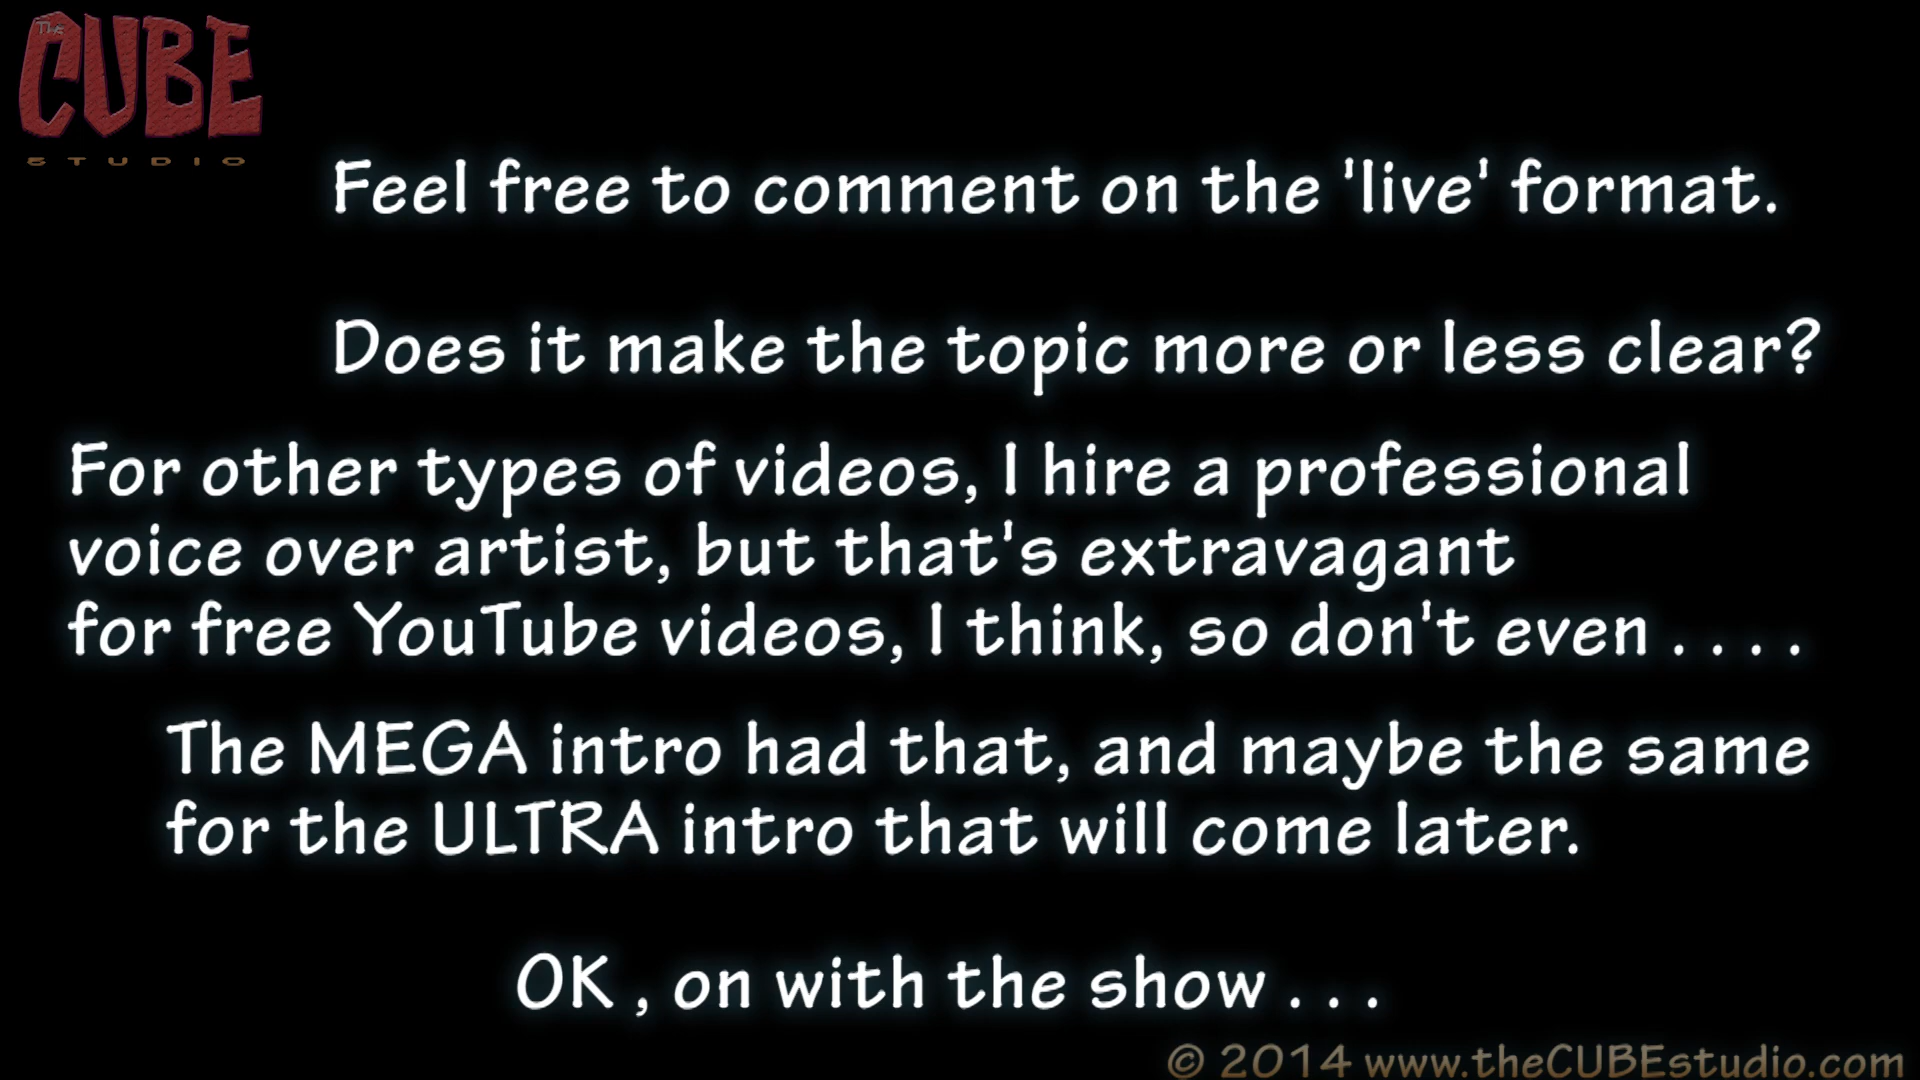 The
CUBE
STUDIO
Feel free to comment on the 'live' format.
Does it make the topic more or less clear?
For other types of videos, I hire a professional
voice over artist, but that's extravagant
for free YouTube videos, I think, so don't even . . . .
The MEGA intro had that, and maybe the same
for the ULTRA intro that will come later.
OK , on with the show . . .
© 2014 www.theCUBEstudio.com